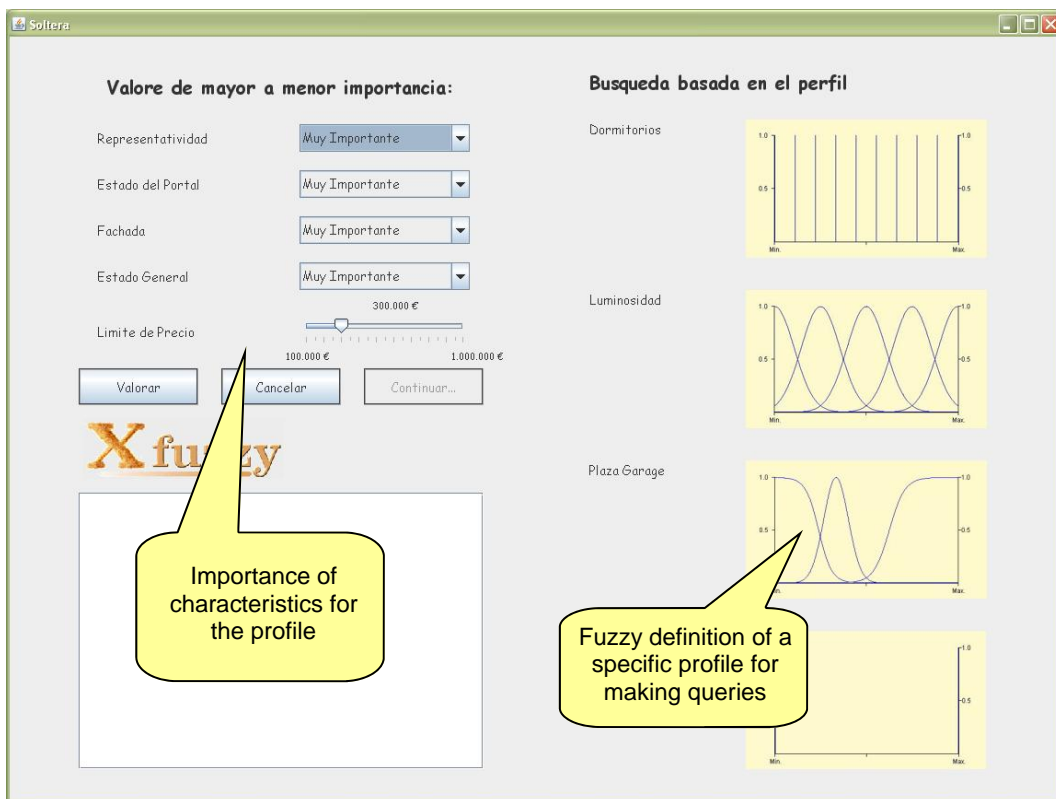 Soltera
Valore de mayor a menor importancia:
Representatividad
Muy Importante
Estado del Portal
Muy Importante
Fachada
Muy Importante
Estado General
Muy Importante
300.000 €
Limite de Precio
100.000 €
1.000.000 €
Valorar
Cancelar
Continuar...
Xfuzzy
Importance of
characteristics for
the profile
Busqueda basada en el perfil
Dormitorios
1.0
1.0
0.5
0.5
Min.
Max.
Luminosidad
1.0
1.0
0.5
0.5
Min.
Max.
Plaza Garage
1.0
1.0
0.5
0.5
Max.
Fuzzy definition of a
specific profile for
making queries
1.0
0.5
Min.
Max.